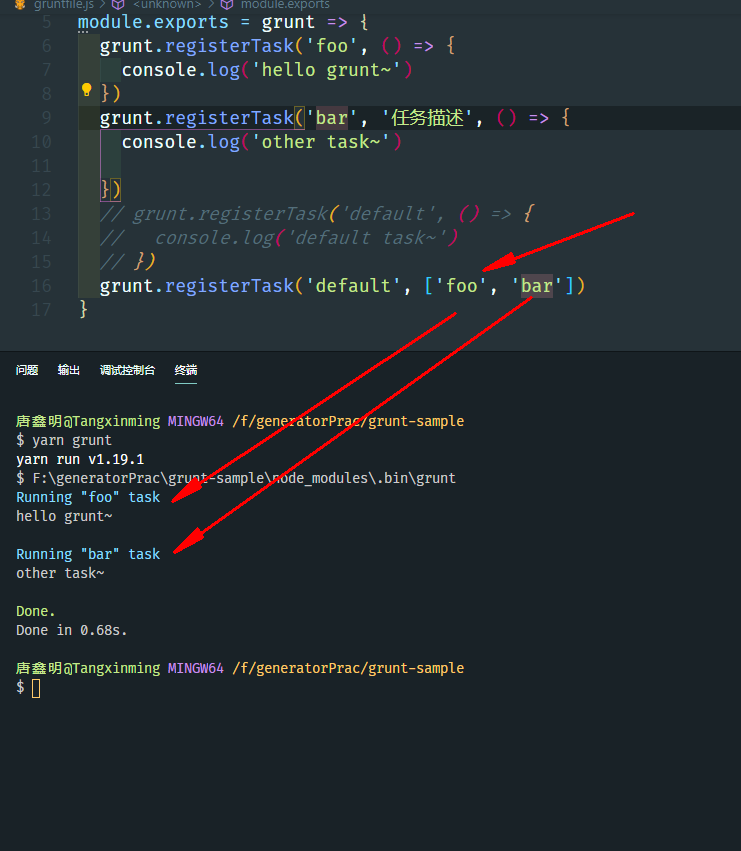 gruntfile.js > <unknown> > module.exports
5 module.exports = grunt => {
6 grunt.registerTask('foo', () => {
7 console.log('hello grunt~')
8 })
9 grunt.registerTask('bar', '任务描述', () => {
10 console.log('other task~')
11
12 })
13 // grunt.registerTask('default', () => {
14 //   console.log('default task~')
15 // })
16 grunt.registerTask('default', ['foo', 'bar'])
17 }
问题 输出 调试控制台 终端
唐鑫明@Tangxinming MINGW64 /f/generatorPrac/grunt-sample
$ yarn grunt
yarn run v1.19.1
$ F:\generatorPrac\grunt-sample\node_modules\.bin\grunt
Running "foo" task
hello grunt~
Running "bar" task
other task~
Done.
Done in 0.68s.
唐鑫明@Tangxinming MINGW64 /f/generatorPrac/grunt-sample
$